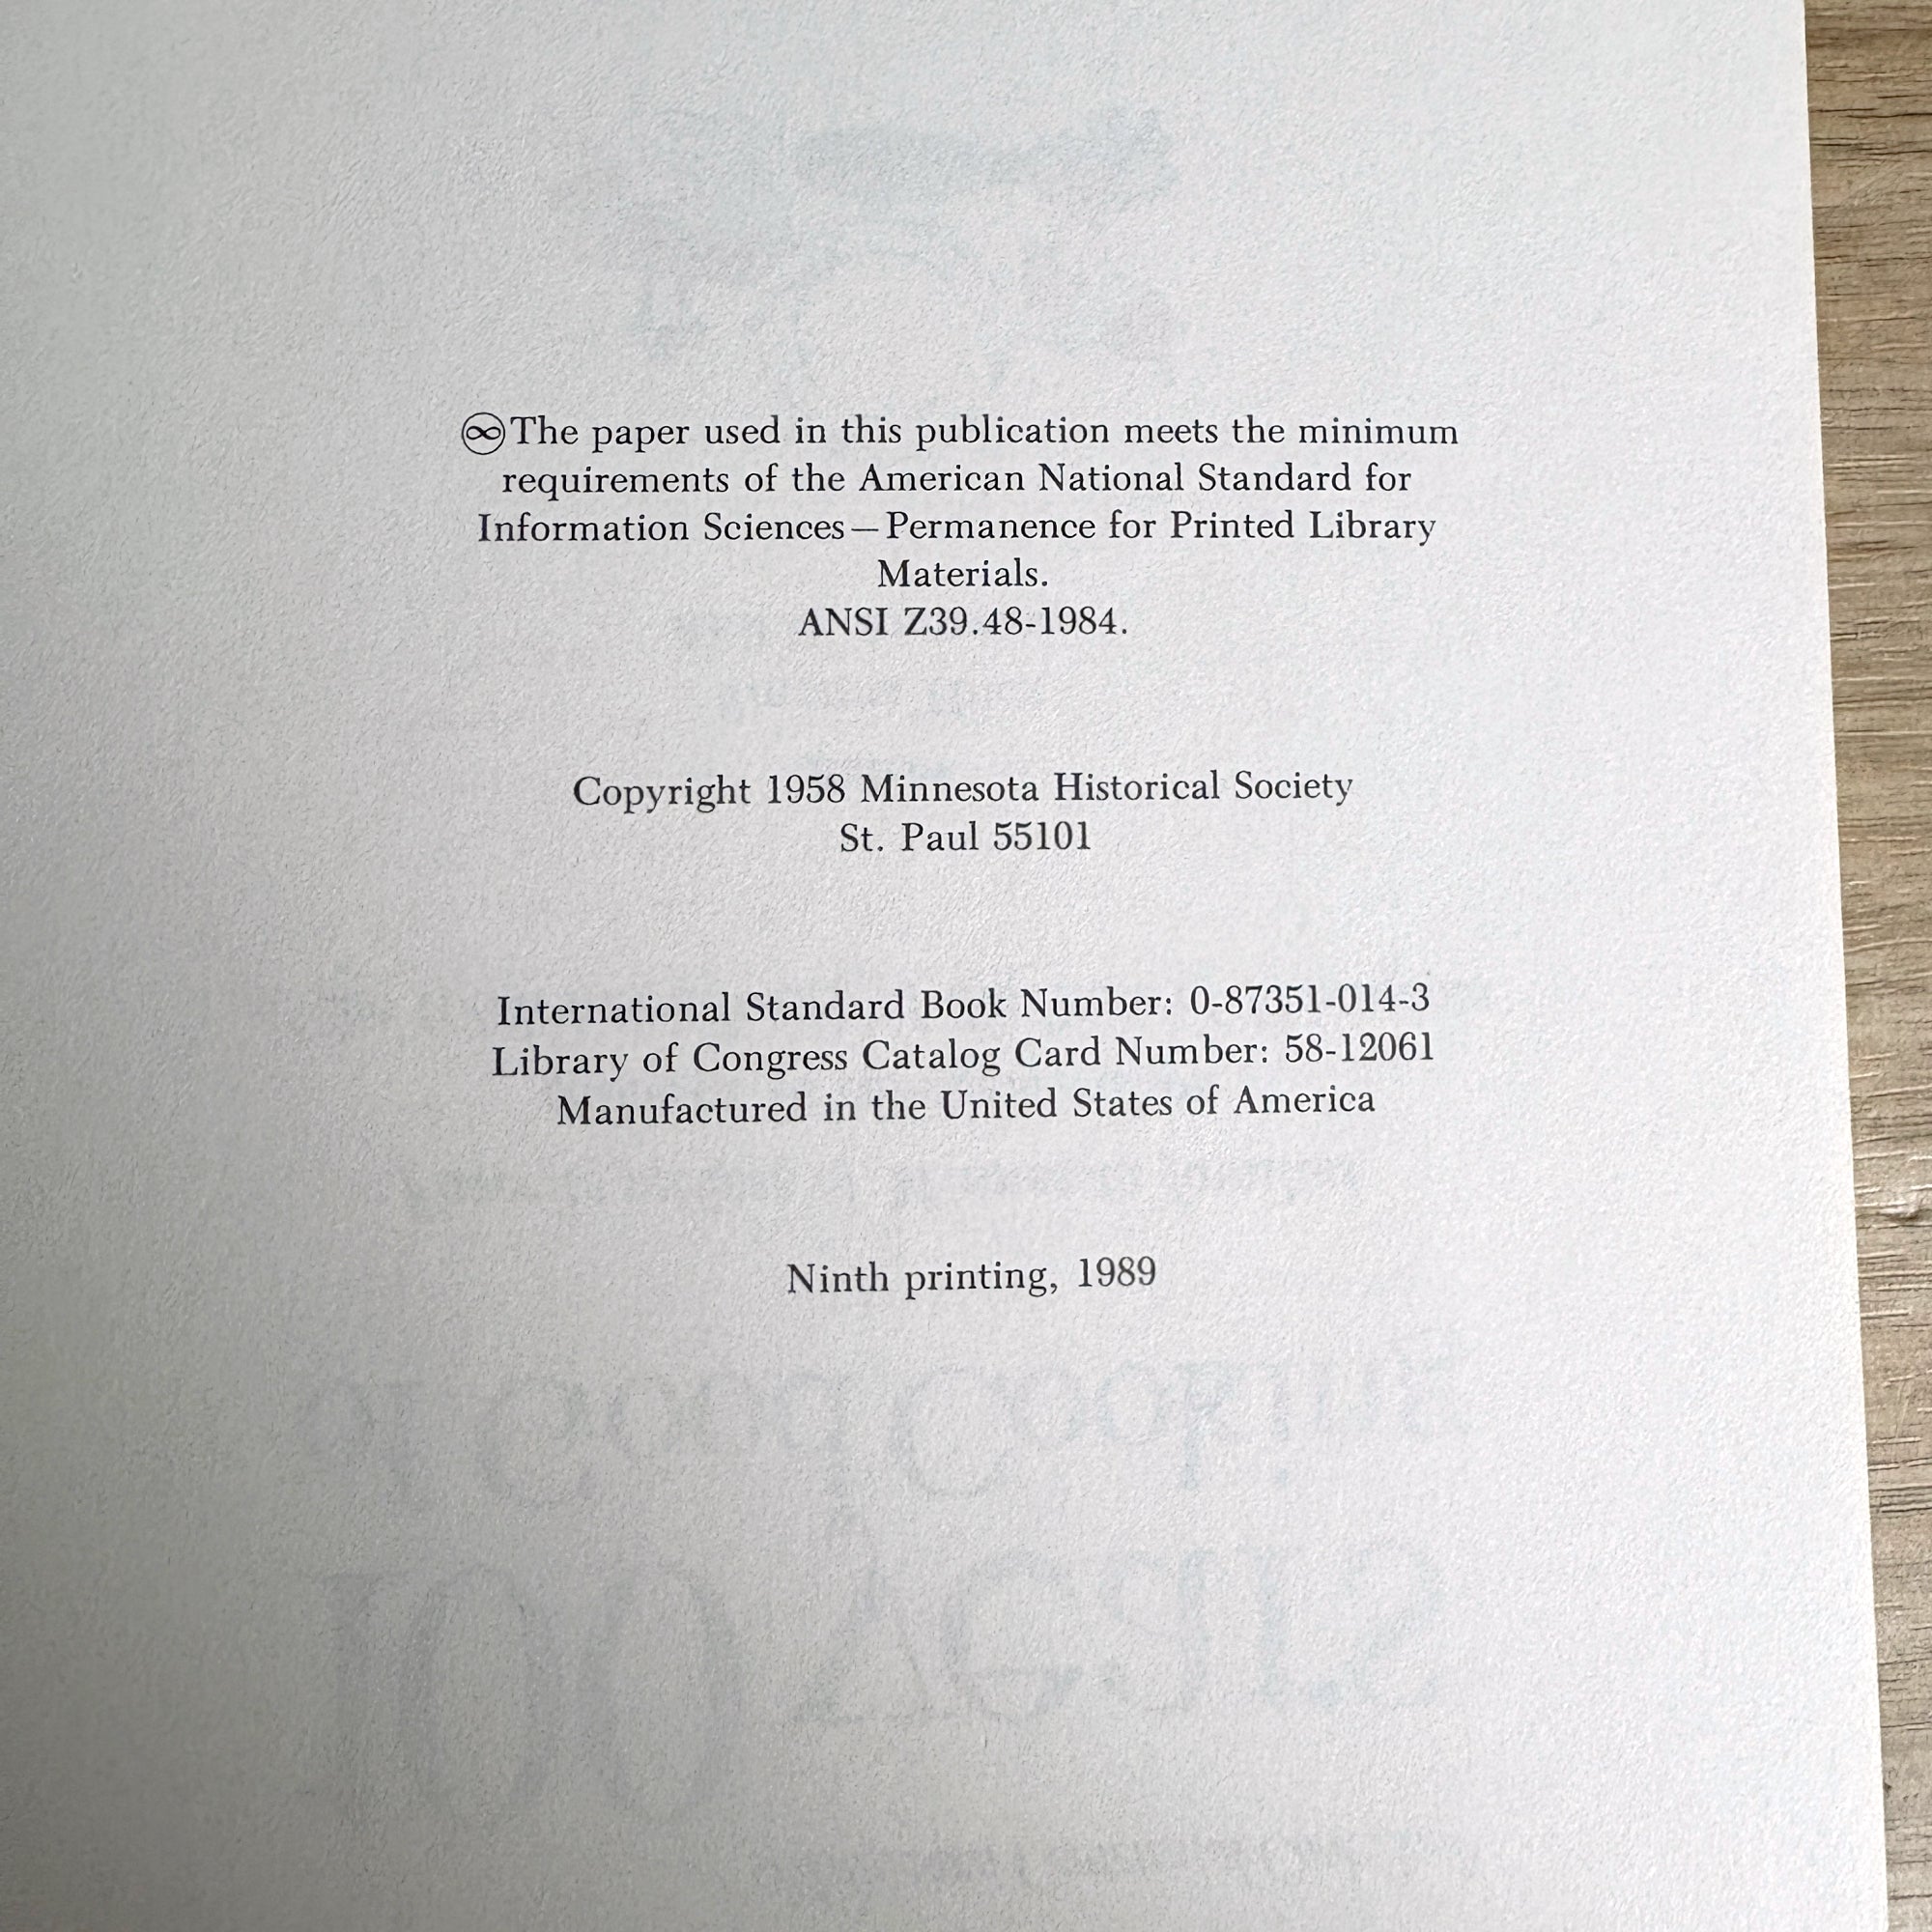 ♾The paper used in this publication meets the minimum
requirements of the American National Standard for
Information Sciences—Permanence for Printed Library
Materials.
ANSI Z39.48-1984.
Copyright 1958 Minnesota Historical Society
St. Paul 55101
International Standard Book Number: 0-87351-014-3
Library of Congress Catalog Card Number: 58-12061
Manufactured in the United States of America
Ninth printing, 1989